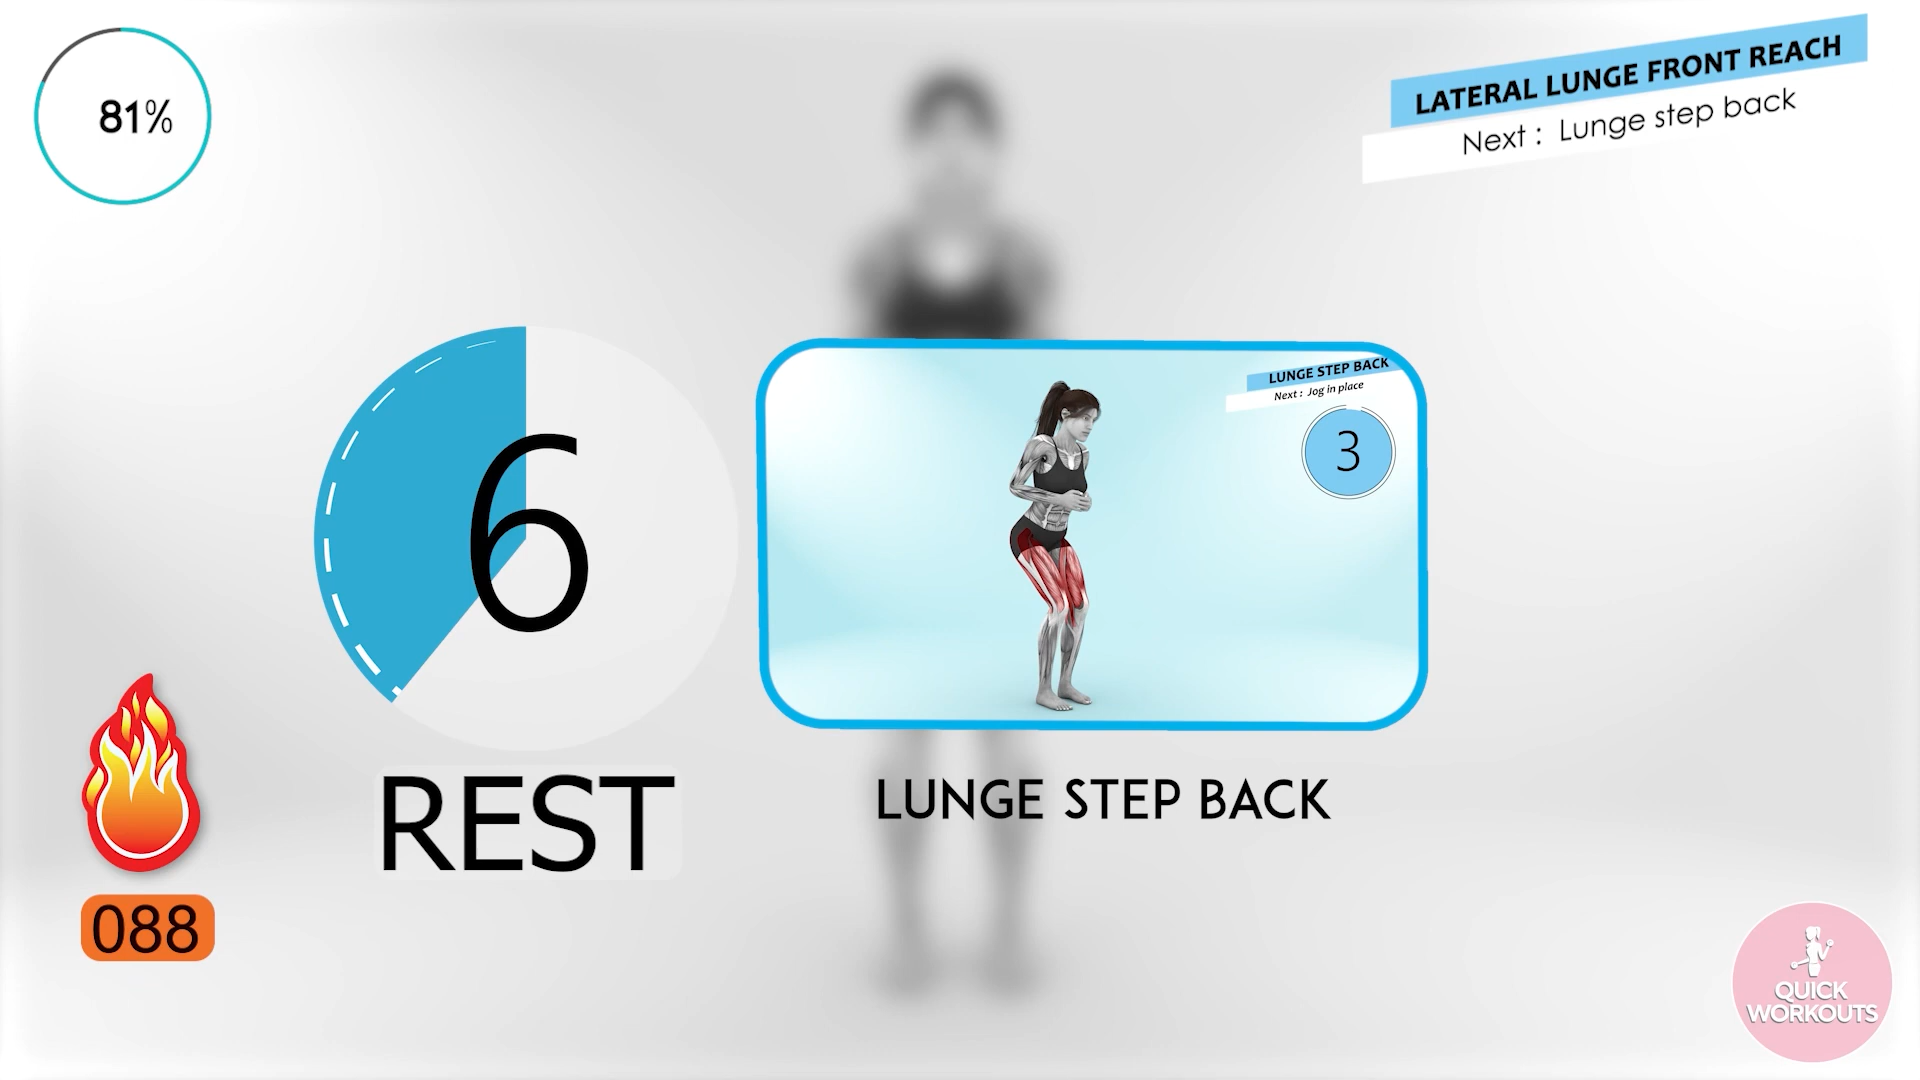 81%
LATERAL LUNGE FRONT REACH
Next : Lunge step back
6
REST
LUNGE STEP BACK
Next : Jog in place
3
LUNGE STEP BACK
088
QUICK
WORKOUTS